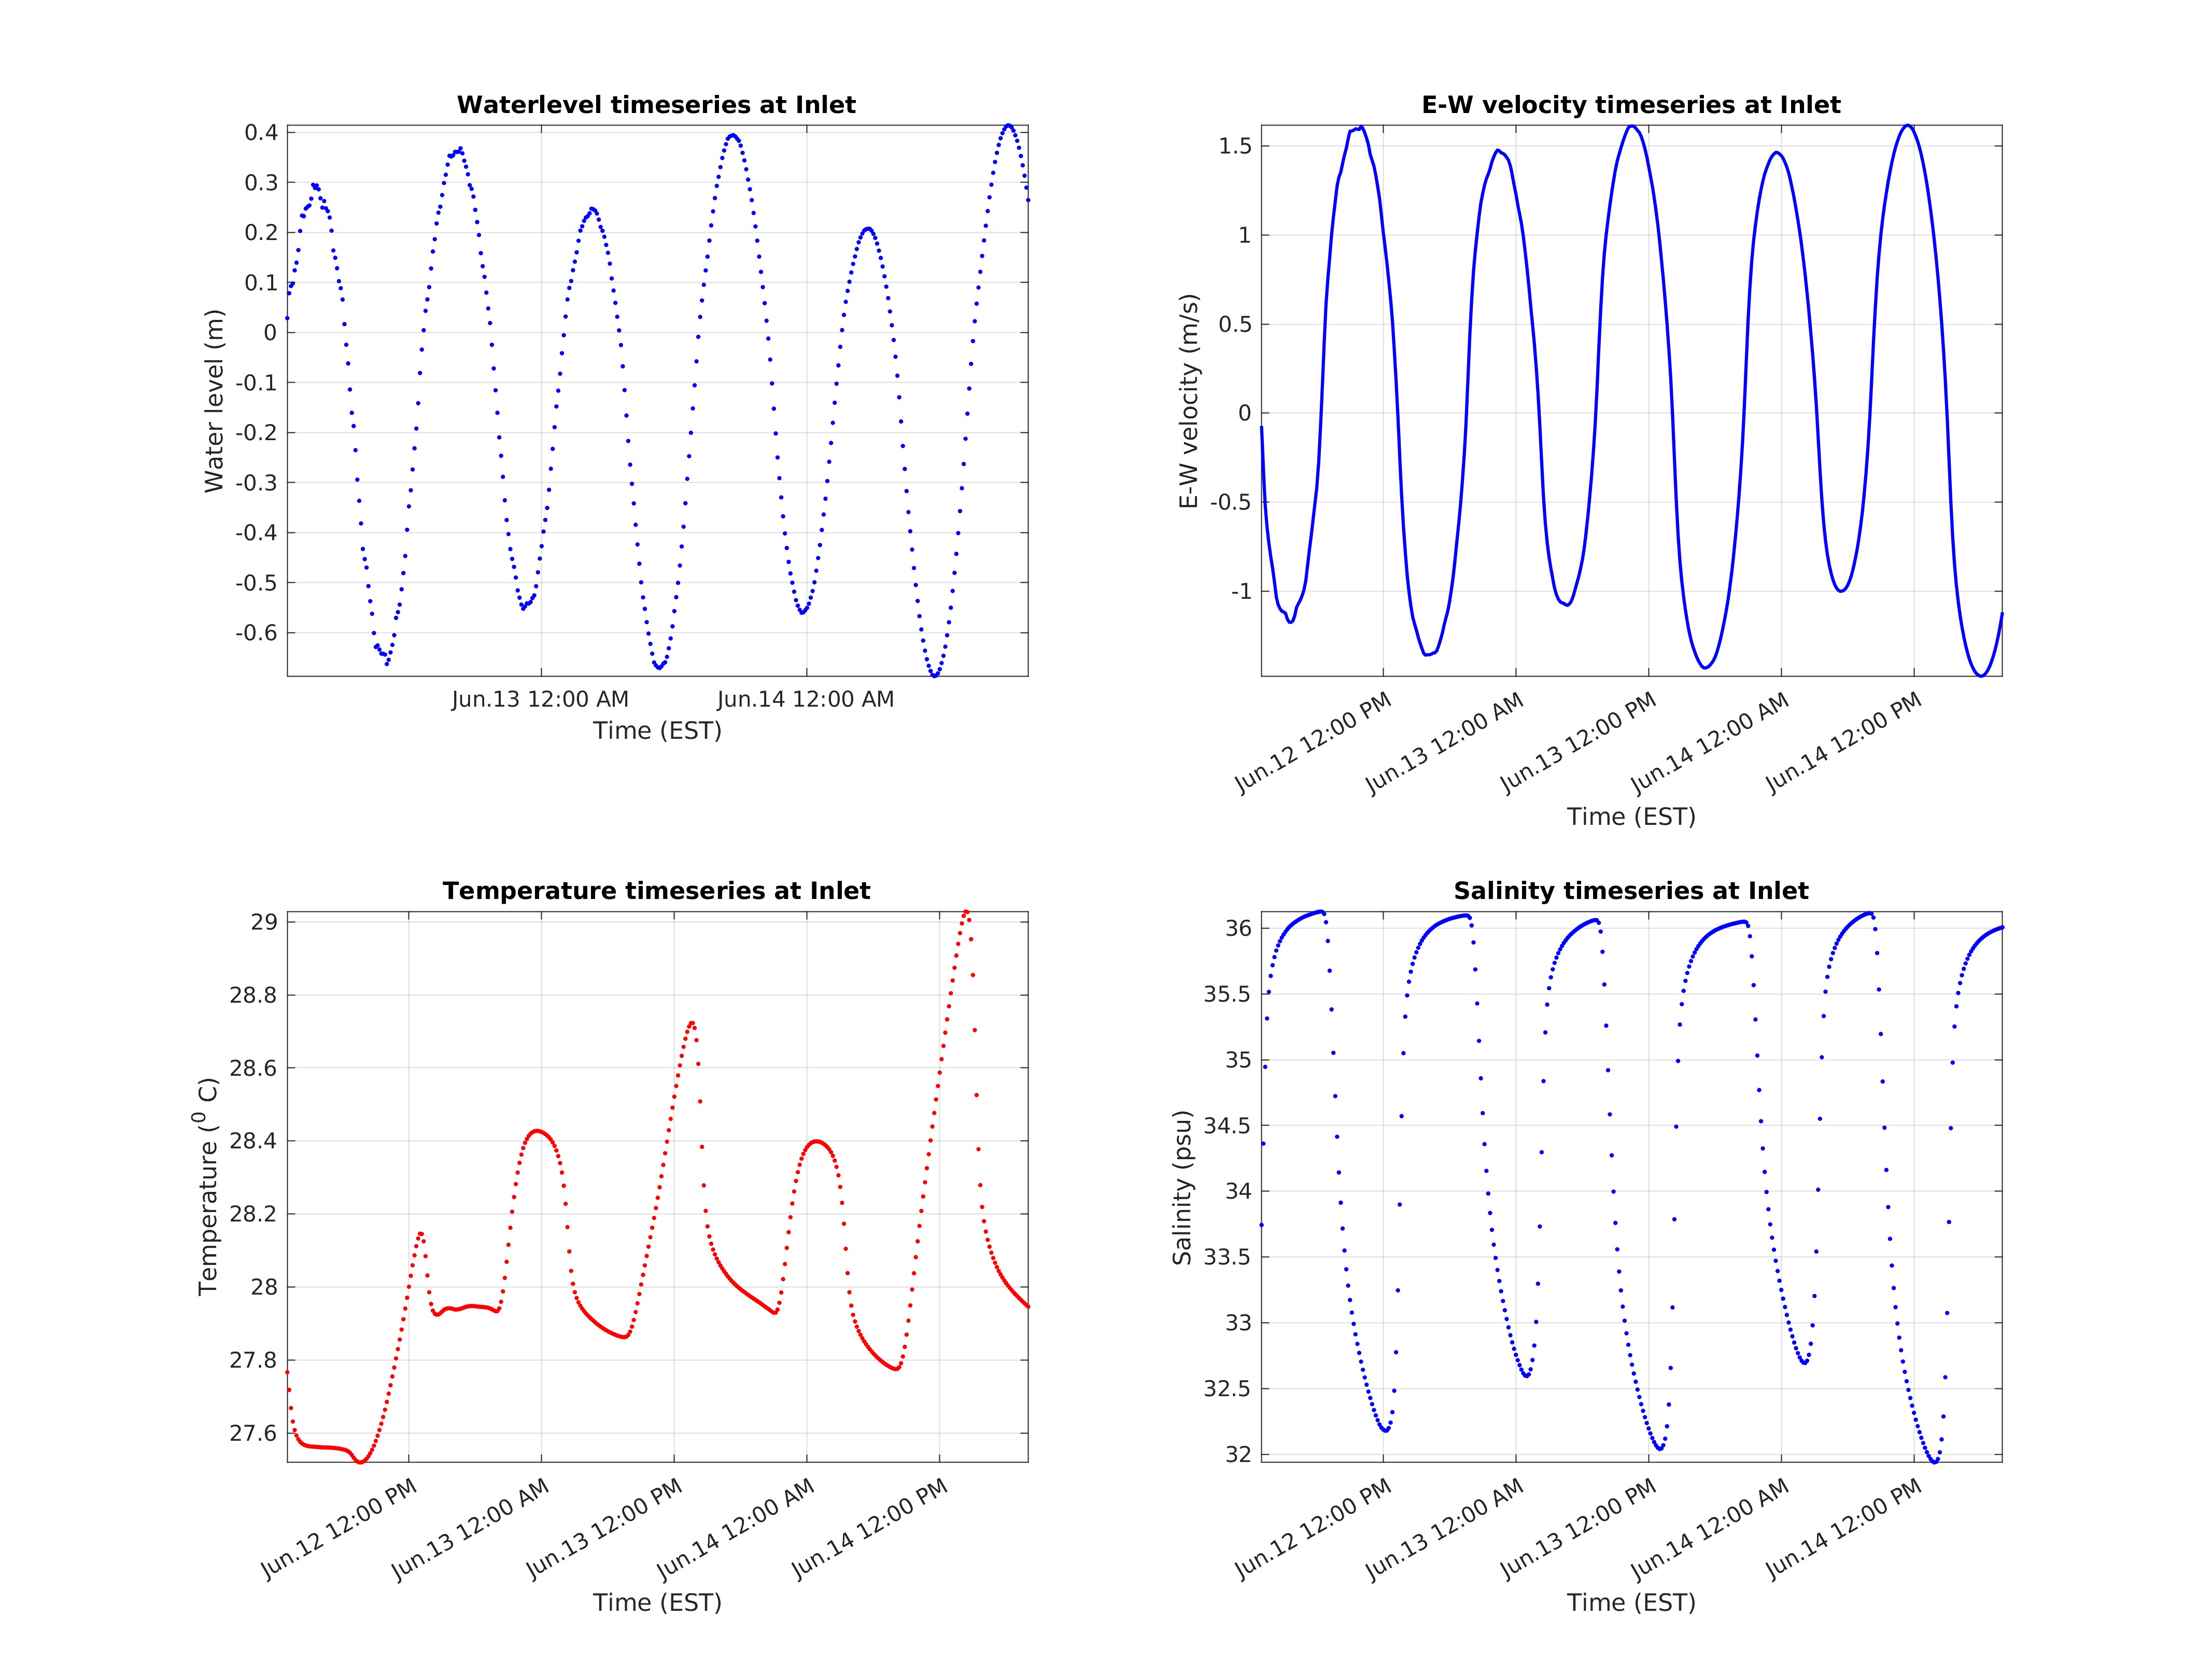 Waterlevel timeseries at Inlet
0.4
0.3
0.2
0.1
0
-0.1
-0.2
-0.3
-0.4
-0.5
-0.6
Water level (m)
Jun.13 12:00 AM
Jun.14 12:00 AM
Time (EST)
E-W velocity timeseries at Inlet
1.5
1
0.5
0
-0.5
-1
E-W velocity (m/s)
Jun.12 12:00 PM
Jun.13 12:00 AM
Jun.13 12:00 PM
Jun.14 12:00 AM
Jun.14 12:00 PM
Time (EST)
Temperature timeseries at Inlet
29
28.8
28.6
28.4
28.2
28
27.8
27.6
Temperature (⁰ C)
Jun.12 12:00 PM
Jun.13 12:00 AM
Jun.13 12:00 PM
Jun.14 12:00 AM
Jun.14 12:00 PM
Time (EST)
Salinity timeseries at Inlet
36
35.5
35
34.5
34
33.5
33
32.5
32
Salinity (psu)
Jun.12 12:00 PM
Jun.13 12:00 AM
Jun.13 12:00 PM
Jun.14 12:00 AM
Jun.14 12:00 PM
Time (EST)